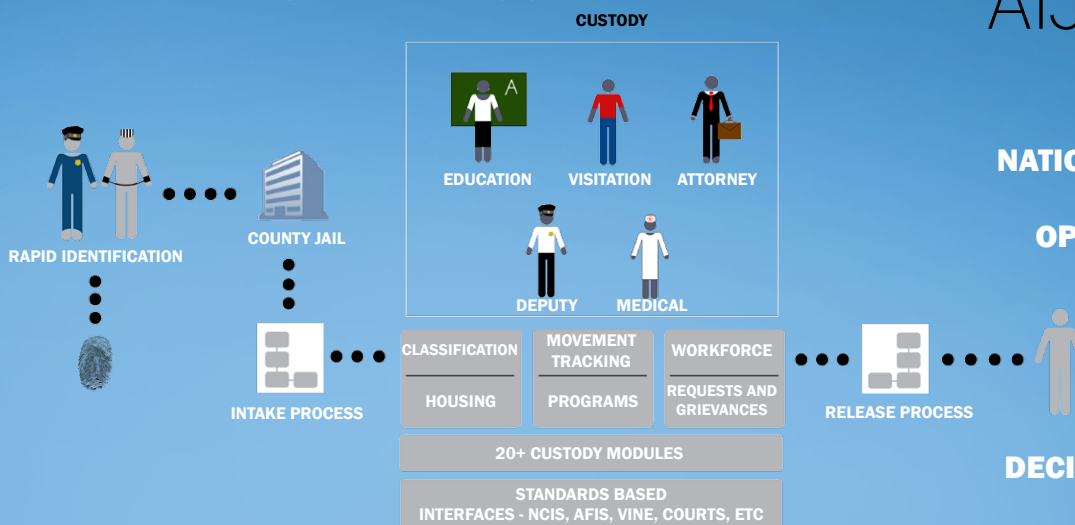 CUSTODY
A
EDUCATION
VISITATION
ATTORNEY
RAPID IDENTIFICATION
COUNTY JAIL
DEPUTY
MEDICAL
INTAKE PROCESS
CLASSIFICATION
HOUSING
MOVEMENT
TRACKING
PROGRAMS
WORKFORCE
REQUESTS AND
GRIEVANCES
RELEASE PROCESS
20+ CUSTODY MODULES
STANDARDS BASED
INTERFACES - NCIS, AFIS, VINE, COURTS, ETC